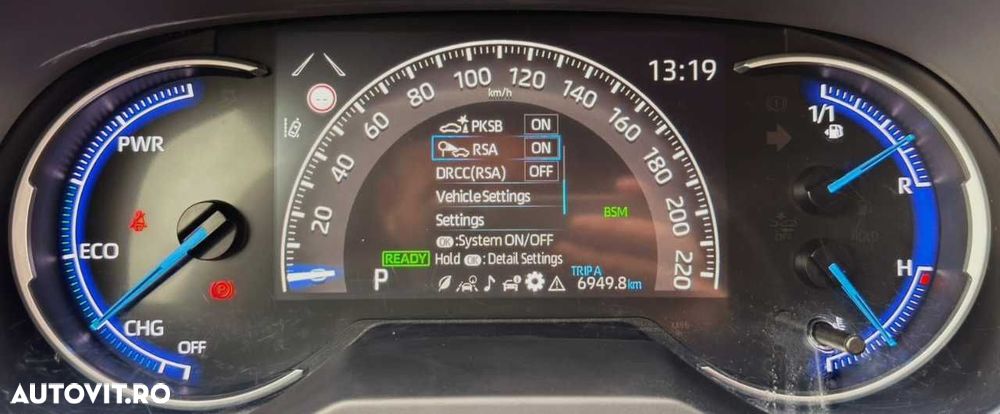 13:19
PWR
ECO
CHG
OFF
20
40
60
80
100
120
140
160
180
200
220
km/h
PKSB ON
RSA ON
DRCC(RSA) OFF
Vehicle Settings
Settings
OK :System ON/OFF
READY Hold OK : Detail Settings
P
BSM
TRIP A
6949.8 km
1/1
R
H
AUTOVIT.RO